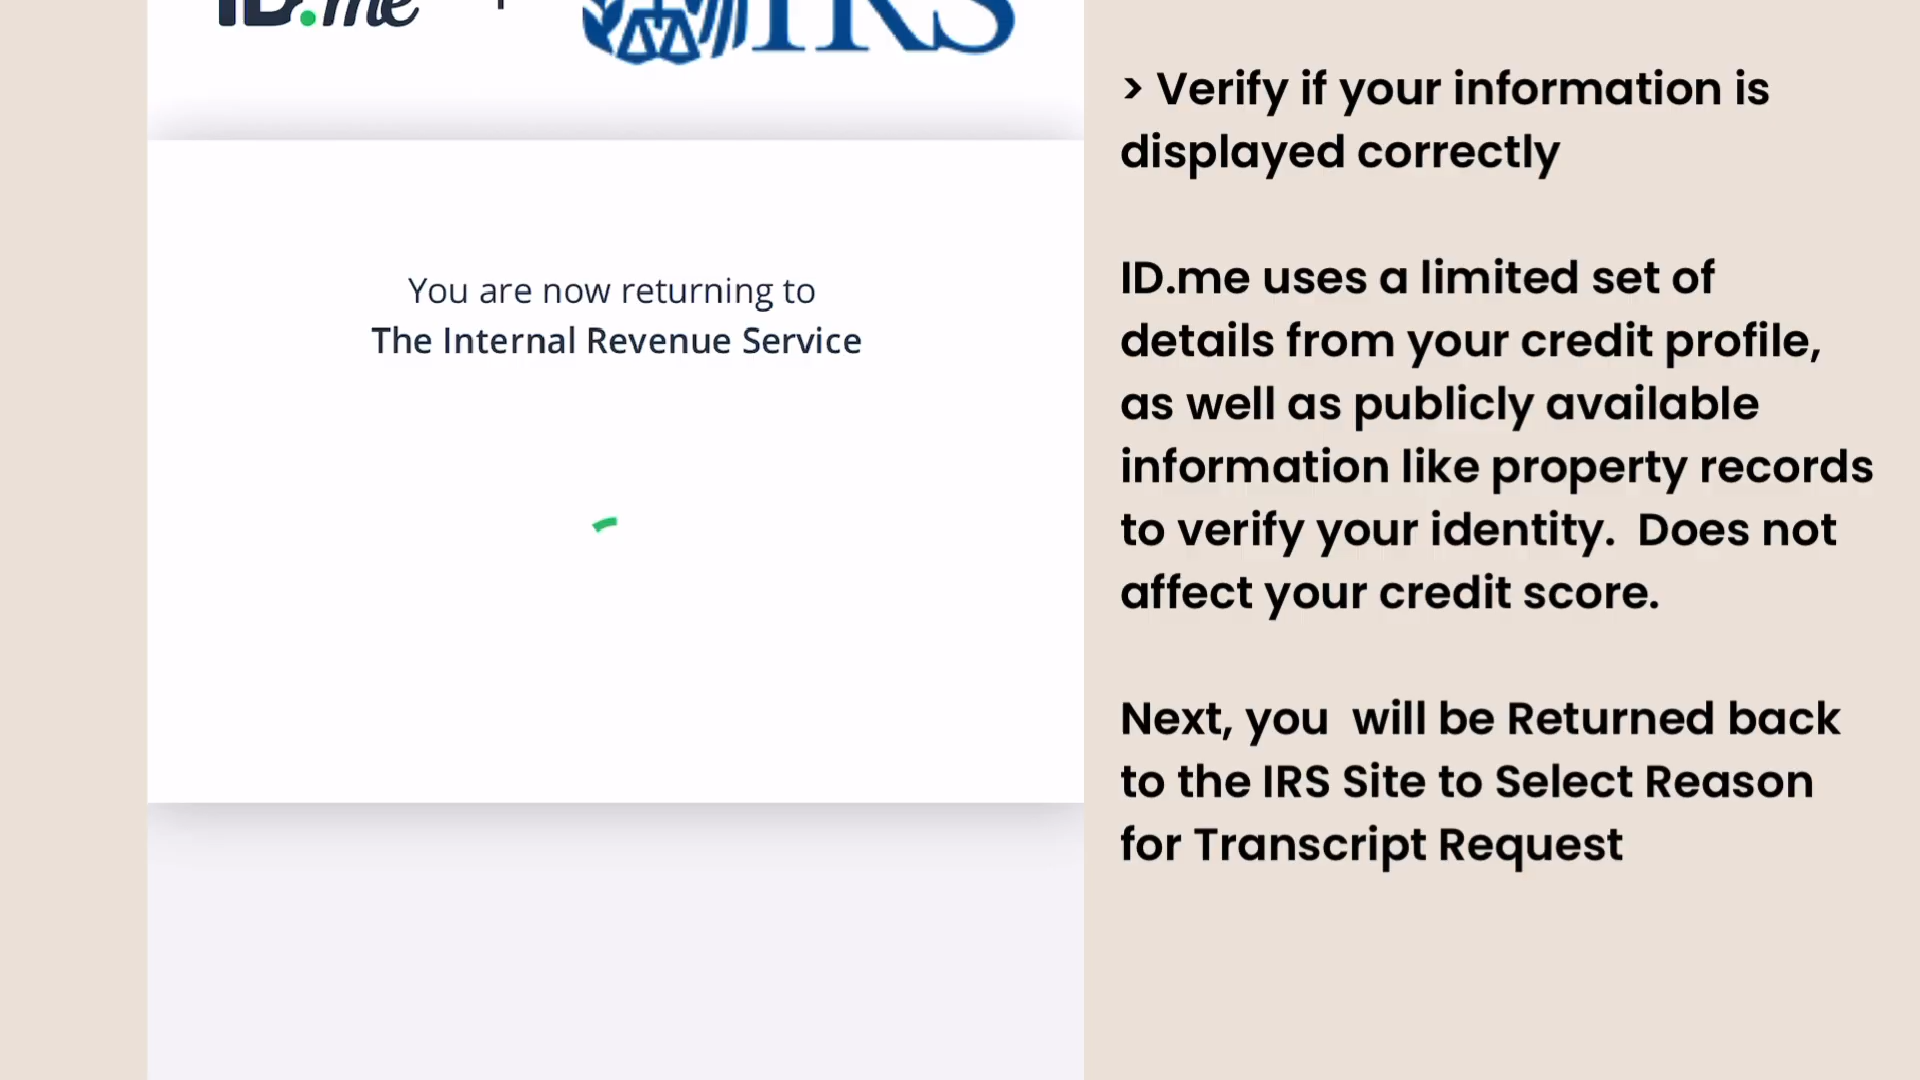 ID.me
IRS
You are now returning to
The Internal Revenue Service
> Verify if your information is
displayed correctly
ID.me uses a limited set of
details from your credit profile,
as well as publicly available
information like property records
to verify your identity.  Does not
affect your credit score.
Next, you  will be Returned back
to the IRS Site to Select Reason
for Transcript Request